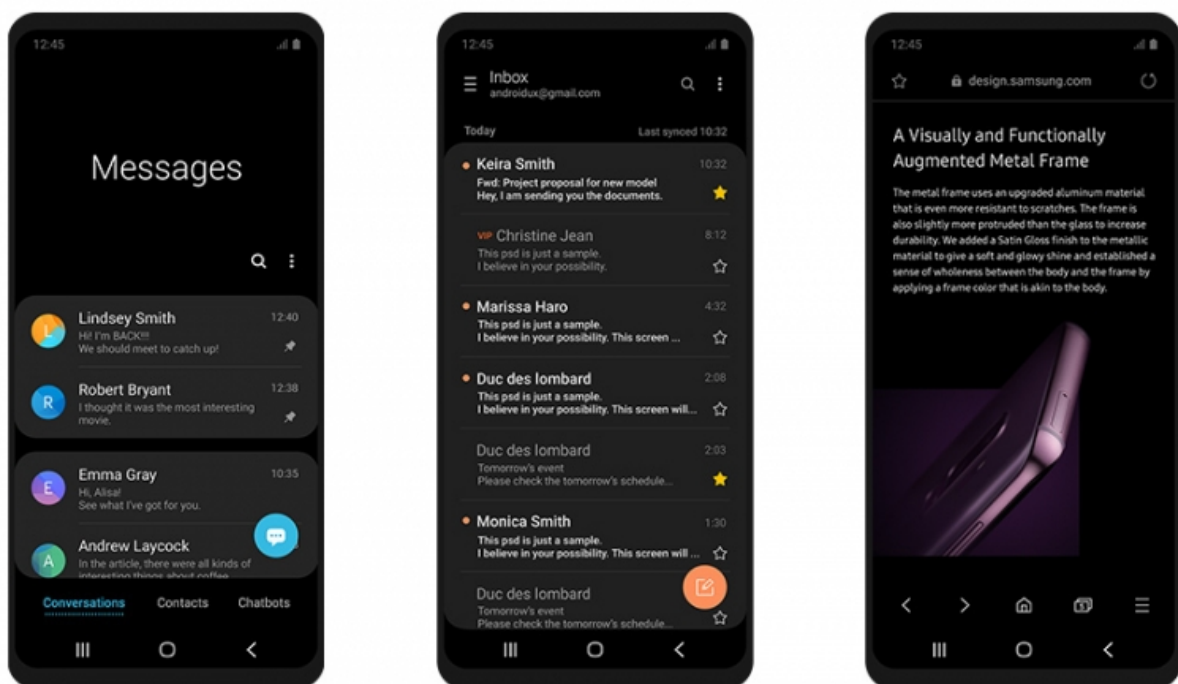 12:45
Messages
L
Lindsey Smith
12:40
Hi! I'm BACK!!!
We should meet to catch up!
R
Robert Bryant
12:38
I thought it was the most interesting
movie.
E
Emma Gray
10:35
Hi, Alisa!
See what I've got for you.
A
Andrew Laycock
In the article, there were all kinds of
interesting things about coffee
Conversations
Contacts
Chatbots
12:45
Inbox
androidux@gmail.com
Today
Last synced 10:32
Keira Smith
10:32
Fwd: Project proposal for new model
Hey, I am sending you the documents.
VIP Christine Jean
8:12
This psd is just a sample.
I believe in your possibility.
Marissa Haro
4:32
This psd is just a sample.
I believe in your possibility. This screen ...
Duc des lombard
2:08
This psd is just a sample.
I believe in your possibility. This screen will...
Duc des lombard
2:03
Tomorrow's event
Please check the tomorrow's schedule...
Monica Smith
1:30
This psd is just a sample.
I believe in your possibility. This screen will ...
Duc des lombard
Tomorrow's event
Please check the tomorrow's schedule...
12:45
design.samsung.com
A Visually and Functionally
Augmented Metal Frame
The metal frame uses an upgraded aluminum material
that is even more resistant to scratches. The frame is
also slightly more protruded than the glass to increase
durability. We added a Satin Gloss finish to the metallic
material to give a soft and glowy shine and established a
sense of wholeness between the body and the frame by
applying a frame color that is akin to the body.